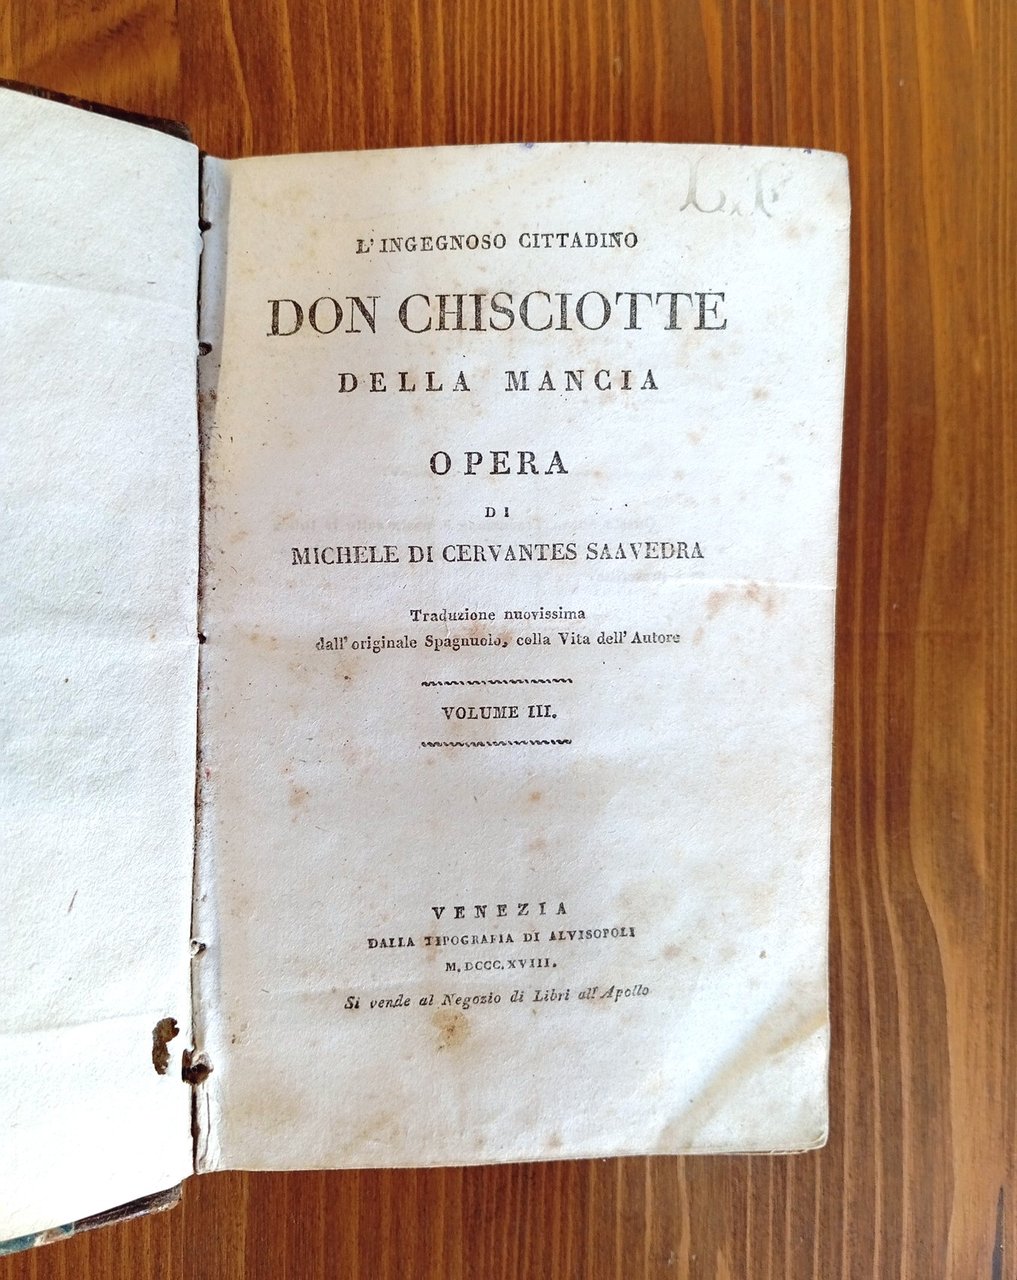 L'INGEGNOSO CITTADINO
DON CHISCIOTTE
DELLA MANCIA
OPERA
DI
MICHELE DI CERVANTES SAAVEDRA
Traduzione nuovissima
dall' originale Spagnuolo, colla Vita dell' Autore
VOLUME III.
VENEZIA
DALLA TIPOGRAFIA DI ALVISOPOLI
M.DCCC.XVIII.
Si vende al Negozio di Libri all' Apollo